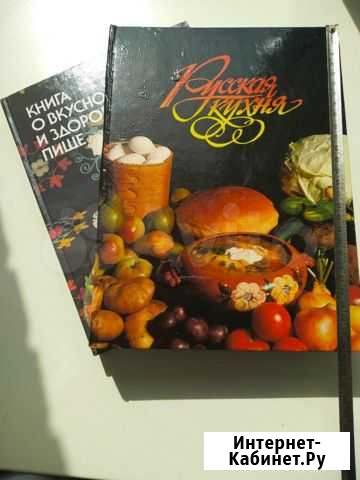 Русская
кухня
КНИГА
О ВКУСНО
И ЗДОРО
ПИЩЕ
Интернет-
Кабинет.Ру